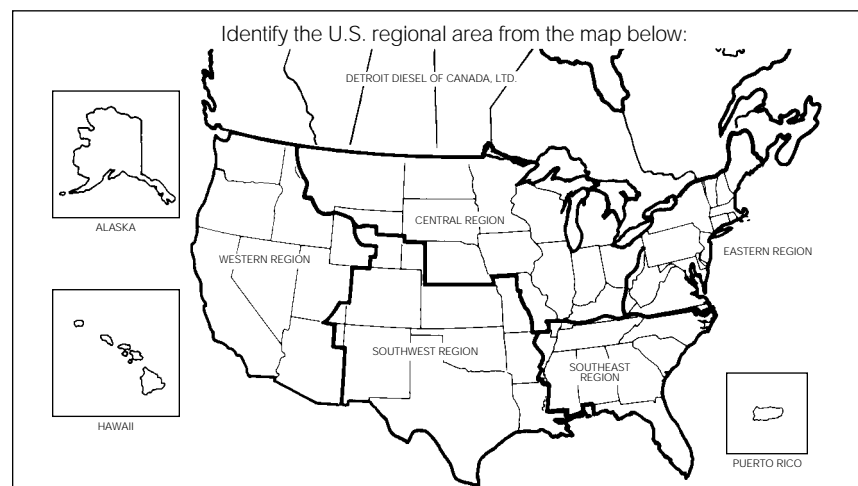 Identify the U.S. regional area from the map below:
DETROIT DIESEL OF CANADA, LTD.
ALASKA
CENTRAL REGION
WESTERN REGION
EASTERN REGION
SOUTHWEST REGION
SOUTHEAST
REGION
HAWAII
PUERTO RICO